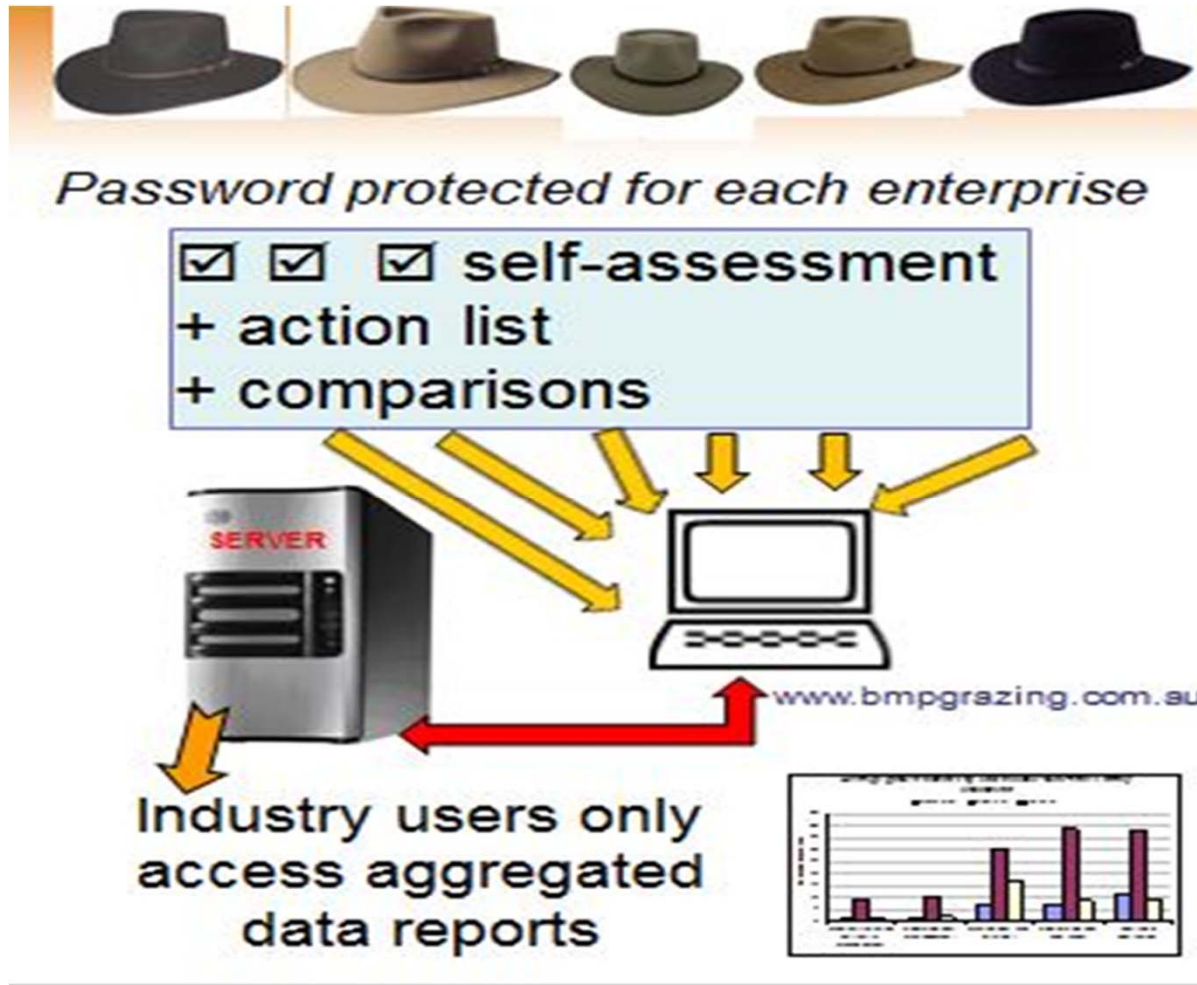 Password protected for each enterprise
☑ ☑ ☑ self-assessment
+ action list
+ comparisons
SERVER
www.bmpgrazing.com.au
Industry users only
access aggregated
data reports